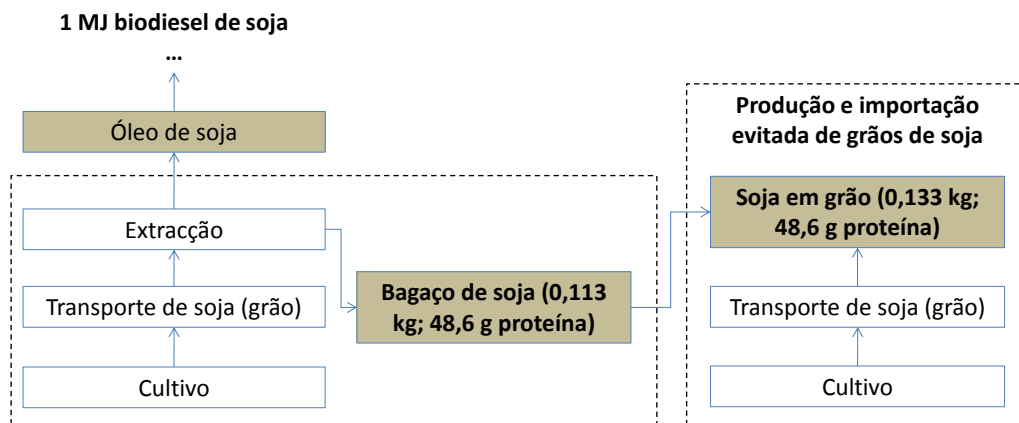 1 MJ biodiesel de soja
...
Óleo de soja
Extracção
Transporte de soja (grão)
Cultivo
Bagaço de soja (0,113
kg; 48,6 g proteína)
Produção e importação
evitada de grãos de soja
Soja em grão (0,133 kg;
48,6 g proteína)
Transporte de soja (grão)
Cultivo